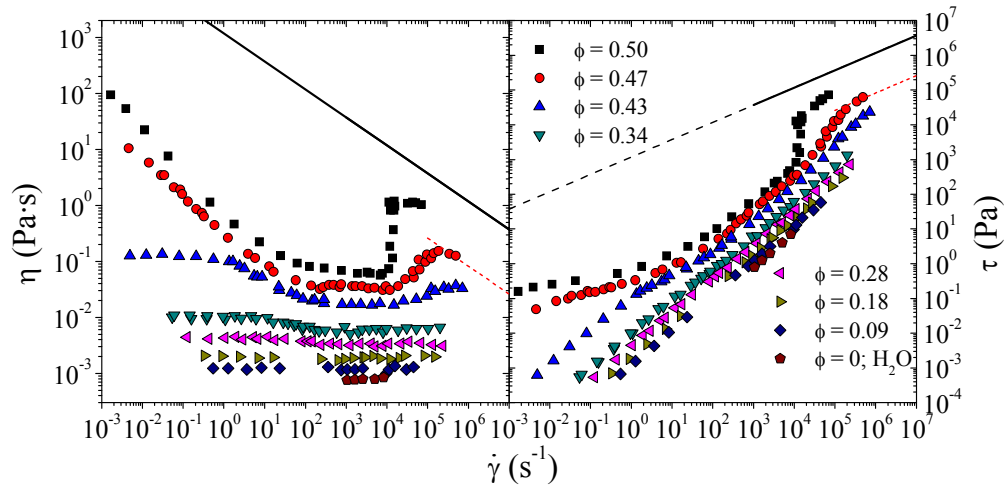 10³
10²
10¹
10⁰
10⁻¹
10⁻²
10⁻³
η (Pa·s)
10⁻³ 10⁻² 10⁻¹ 10⁰ 10¹ 10² 10³ 10⁴ 10⁵ 10⁶
ϕ = 0.50
ϕ = 0.47
ϕ = 0.43
ϕ = 0.34
ϕ = 0.28
ϕ = 0.18
ϕ = 0.09
ϕ = 0; H₂O
10⁻³ 10⁻² 10⁻¹ 10⁰ 10¹ 10² 10³ 10⁴ 10⁵ 10⁶ 10⁷
10⁷
10⁶
10⁵
10⁴
10³
10²
10¹
10⁰
10⁻¹
10⁻²
10⁻³
10⁻⁴
τ (Pa)
γ̇ (s⁻¹)